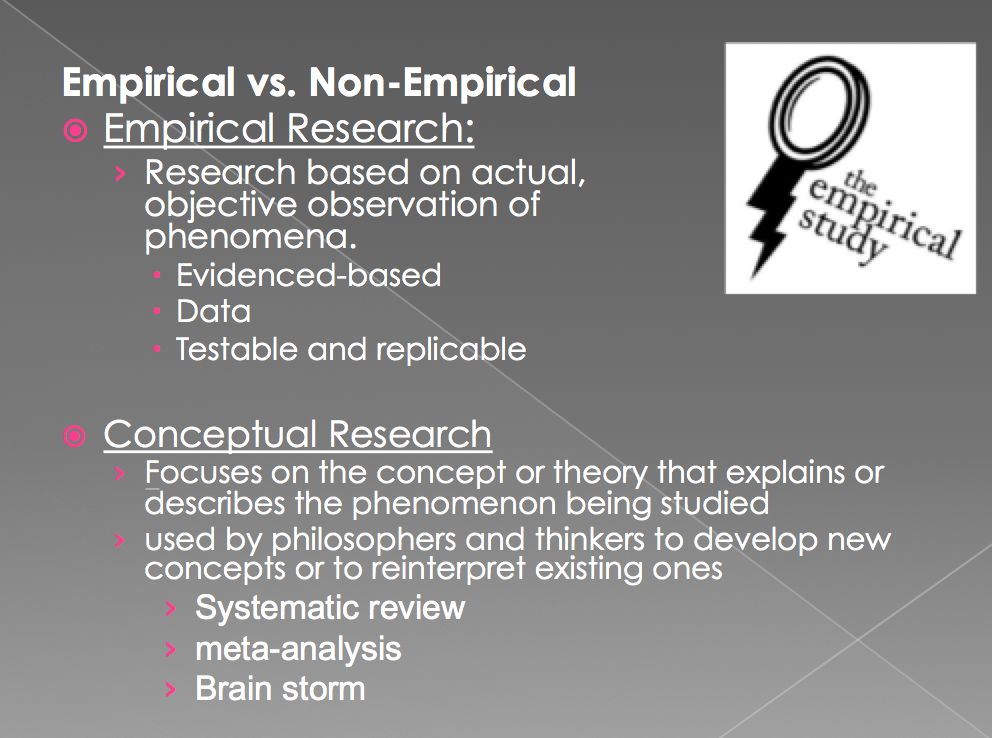 Empirical vs. Non-Empirical
Empirical Research:
Research based on actual,
objective observation of
phenomena.
Evidenced-based
Data
Testable and replicable
the
empirical
study
Conceptual Research
Focuses on the concept or theory that explains or
describes the phenomenon being studied
used by philosophers and thinkers to develop new
concepts or to reinterpret existing ones
Systematic review
meta-analysis
Brain storm